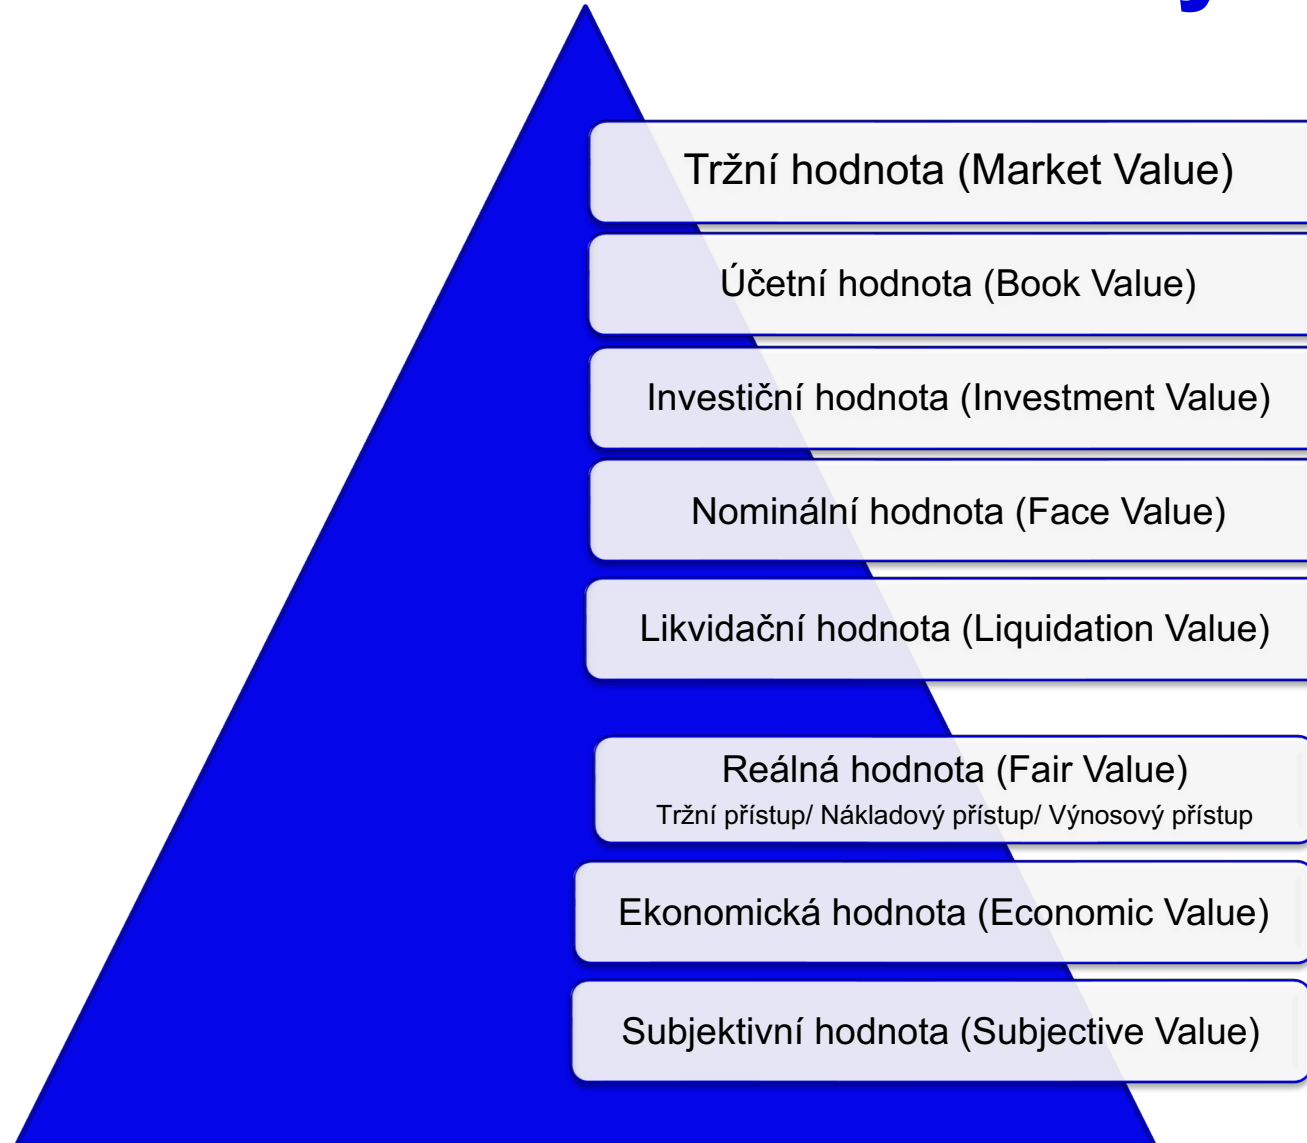 Tržní hodnota (Market Value)
Účetní hodnota (Book Value)
Investiční hodnota (Investment Value)
Nominální hodnota (Face Value)
Likvidační hodnota (Liquidation Value)
Reálná hodnota (Fair Value)
Tržní přístup/ Nákladový přístup/ Výnosový přístup
Ekonomická hodnota (Economic Value)
Subjektivní hodnota (Subjective Value)